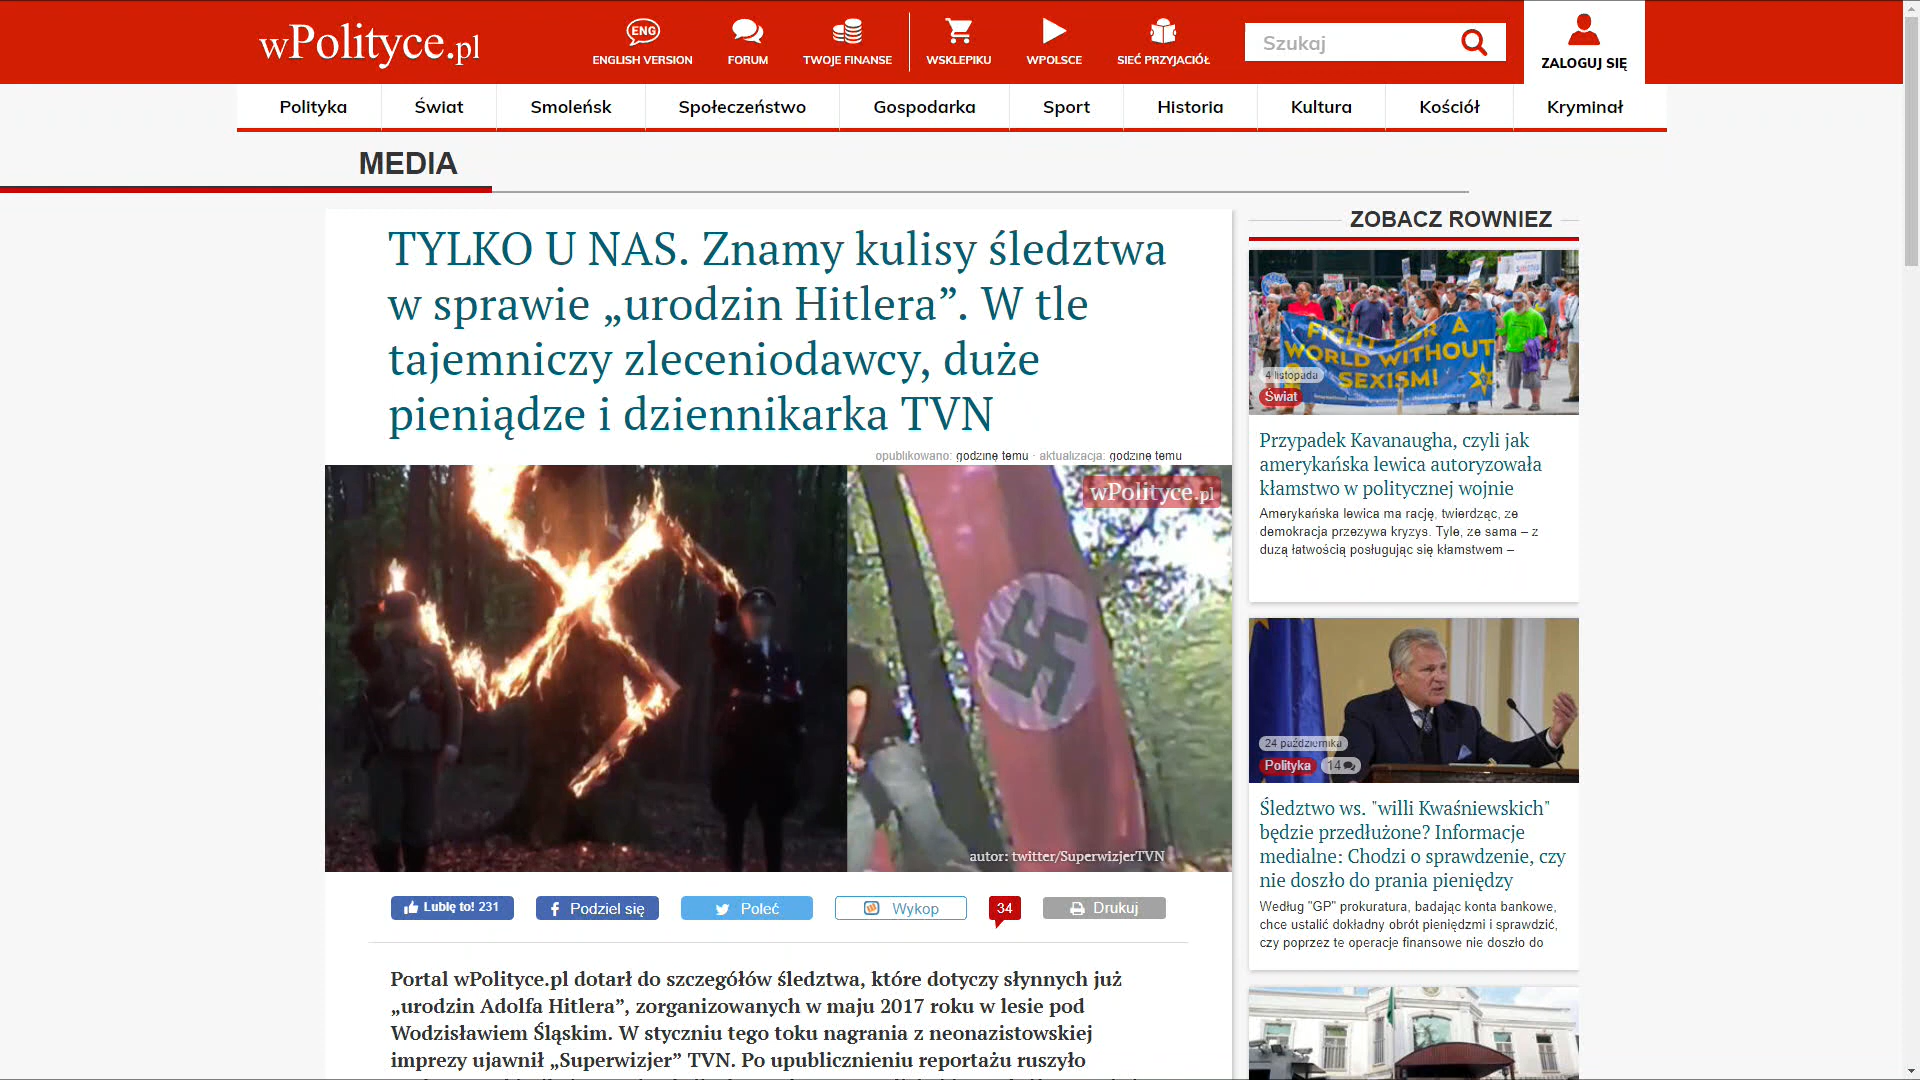 wPolityce.pl
ENG
ENGLISH VERSION
FORUM
TWOJE FINANSE
WSKLEPIKU
WPOLSCE
SIEĆ PRZYJACIÓŁ
Szukaj
ZALOGUJ SIĘ
Polityka
Świat
Smoleńsk
Społeczeństwo
Gospodarka
Sport
Historia
Kultura
Kościół
Kryminał
MEDIA
TYLKO U NAS. Znamy kulisy śledztwa
w sprawie „urodzin Hitlera”. W tle
tajemniczy zleceniodawcy, duże
pieniądze i dziennikarka TVN
opublikowano: godzinę temu · aktualizacja: godzinę temu
wPolityce.pl
autor: twitter/SuperwizjerTVN
Lubię to! 231
Podziel się
Poleć
Wykop
34
Drukuj
Portal wPolityce.pl dotarł do szczegółów śledztwa, które dotyczy słynnych już
„urodzin Adolfa Hitlera”, zorganizowanych w maju 2017 roku w lesie pod
Wodzisławiem Śląskim. W styczniu tego toku nagrania z neonazistowskiej
imprezy ujawnił „Superwizjer” TVN. Po upublicznieniu reportażu ruszyło
ZOBACZ ROWNIEZ
FIGHT FOR A
WORLD WITHOUT
SEXISM!
4 listopada
Świat
Przypadek Kavanaugha, czyli jak
amerykańska lewica autoryzowała
kłamstwo w politycznej wojnie
Amerykańska lewica ma rację, twierdząc, ze
demokracja przezywa kryzys. Tyle, ze sama – z
duzą łatwością posługując się kłamstwem –
24 października
Polityka
14
Śledztwo ws. "willi Kwaśniewskich"
będzie przedłużone? Informacje
medialne: Chodzi o sprawdzenie, czy
nie doszło do prania pieniędzy
Według "GP" prokuratura, badając konta bankowe,
chce ustalić dokładny obrót pieniędzmi i sprawdzić,
czy poprzez te operacje finansowe nie doszło do